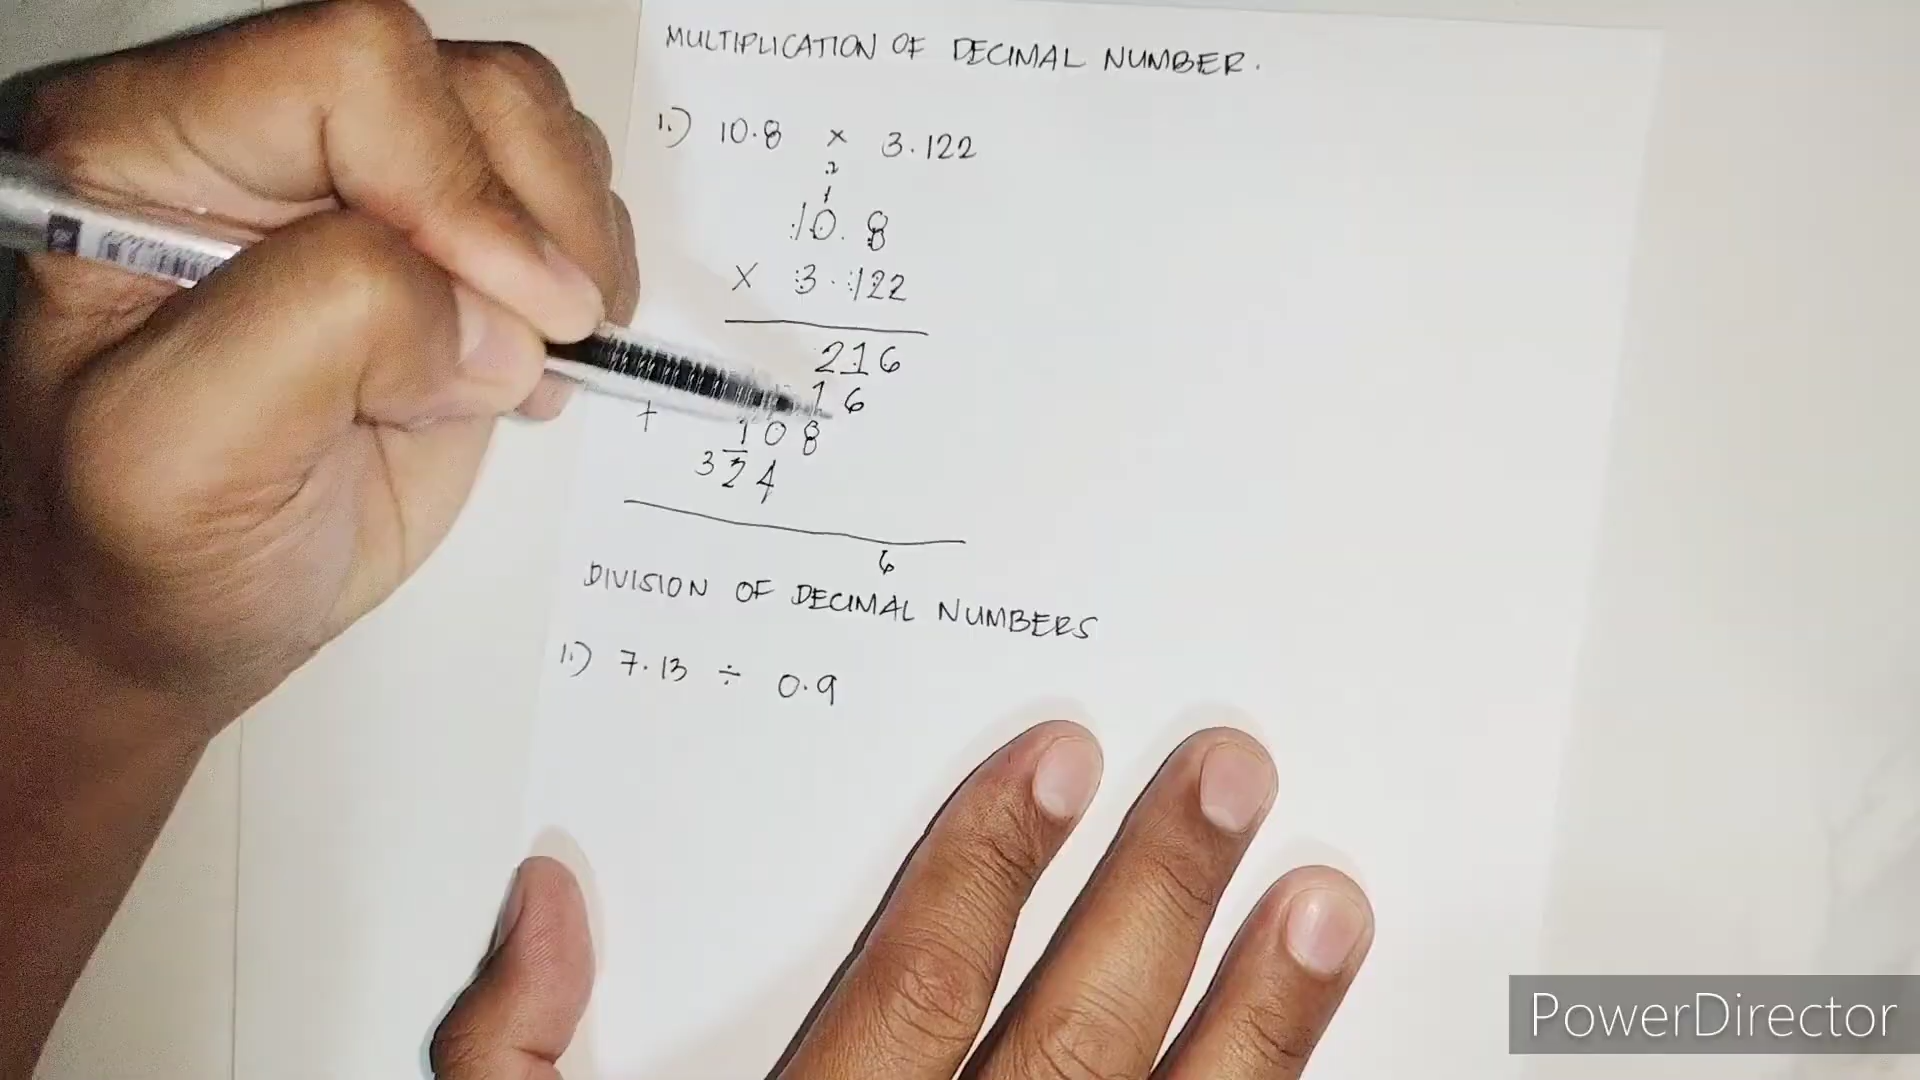 MULTIPLICATION OF DECIMAL NUMBER.
1.) 10.8 × 3.122
2
1
10.8
× 3.122
216
16
+ 108
324
6
DIVISION OF DECIMAL NUMBERS
1.) 7.13 ÷ 0.9
PowerDirector